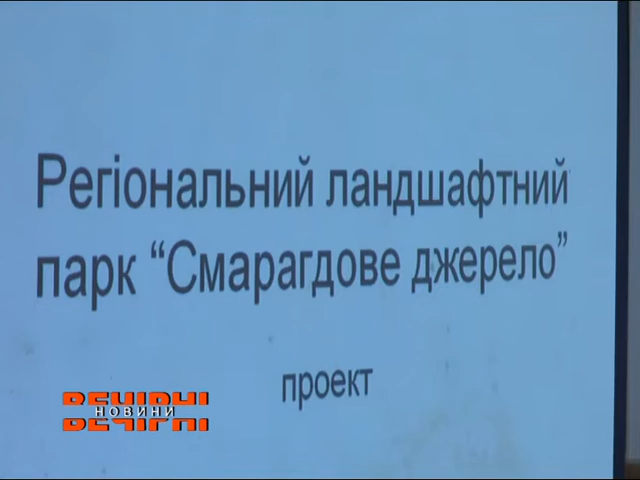 Регіональний ландшафтний
парк “Смарагдове джерело”
проект
ВЕЧІРНІ
НОВИНИ